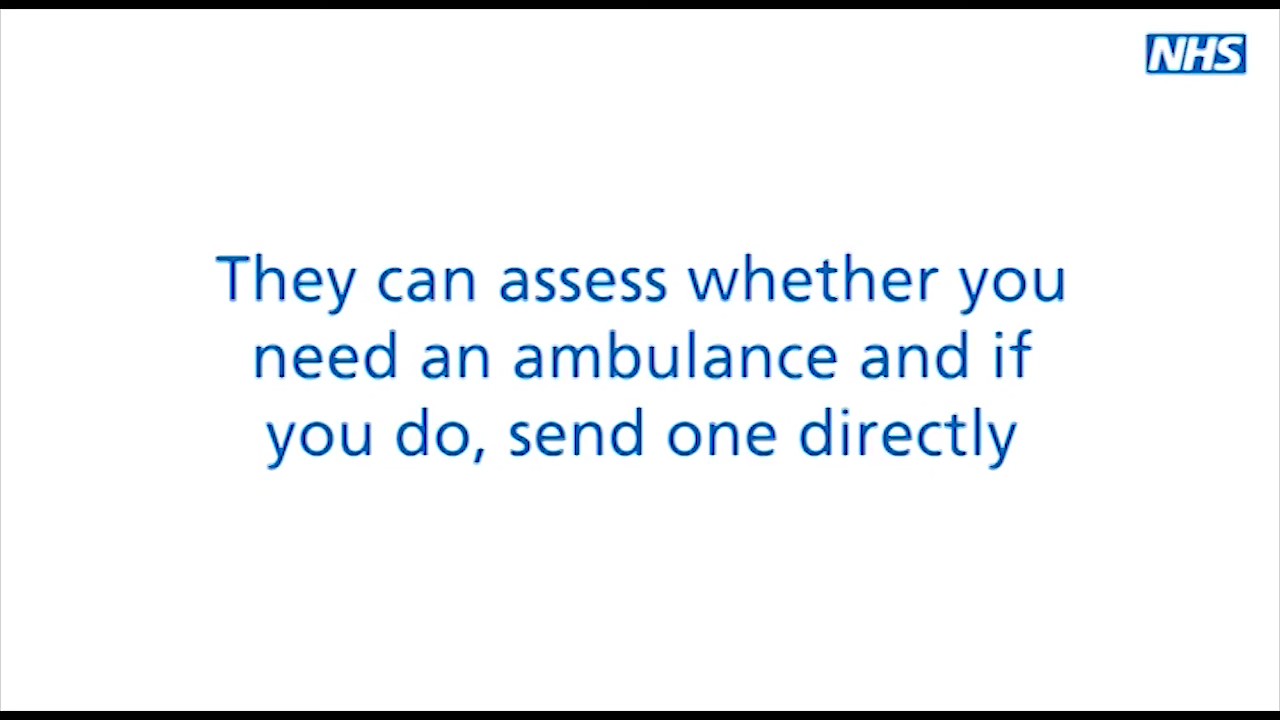 NHS
They can assess whether you
need an ambulance and if
you do, send one directly